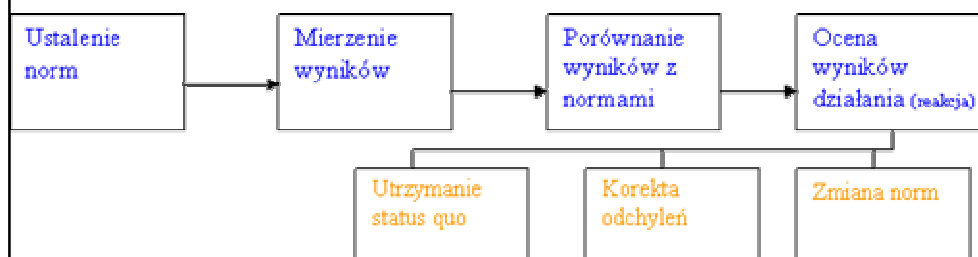 Ustalenie
norm
Mierzenie
wyników
Porównanie
wyników z
normami
Ocena
wyników
działania (reakcja)
Utrzymanie
status quo
Korekta
odchyleń
Zmiana norm